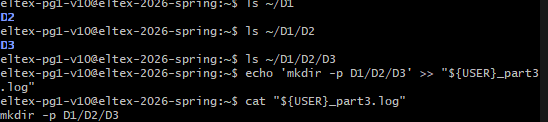 eltex-pg1-v10@eltex-2026-spring:~$ ls ~/D1
D2
eltex-pg1-v10@eltex-2026-spring:~$ ls ~/D1/D2
D3
eltex-pg1-v10@eltex-2026-spring:~$ ls ~/D1/D2/D3
eltex-pg1-v10@eltex-2026-spring:~$ echo 'mkdir -p D1/D2/D3' >> "${USER}_part3
.log"
eltex-pg1-v10@eltex-2026-spring:~$ cat "${USER}_part3.log"
mkdir -p D1/D2/D3